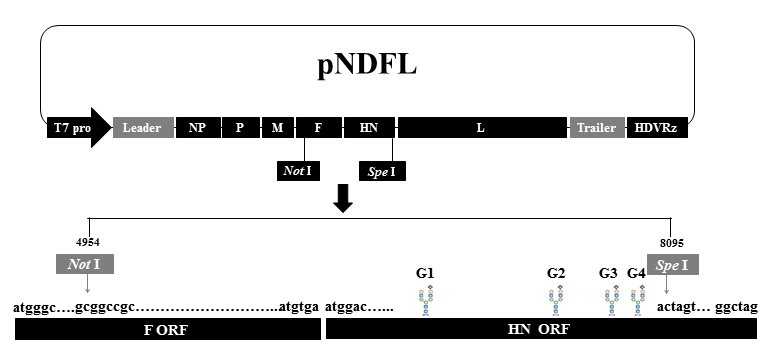 pNDFL
T7 pro Leader NP P M F HN L Trailer HDVRz
Not I Spe I
4954 8095
Not I Spe I
G1 G2 G3 G4
atgggc....gcggccgc..............................atgtga atggac...... actagt... ggctag
F ORF HN ORF